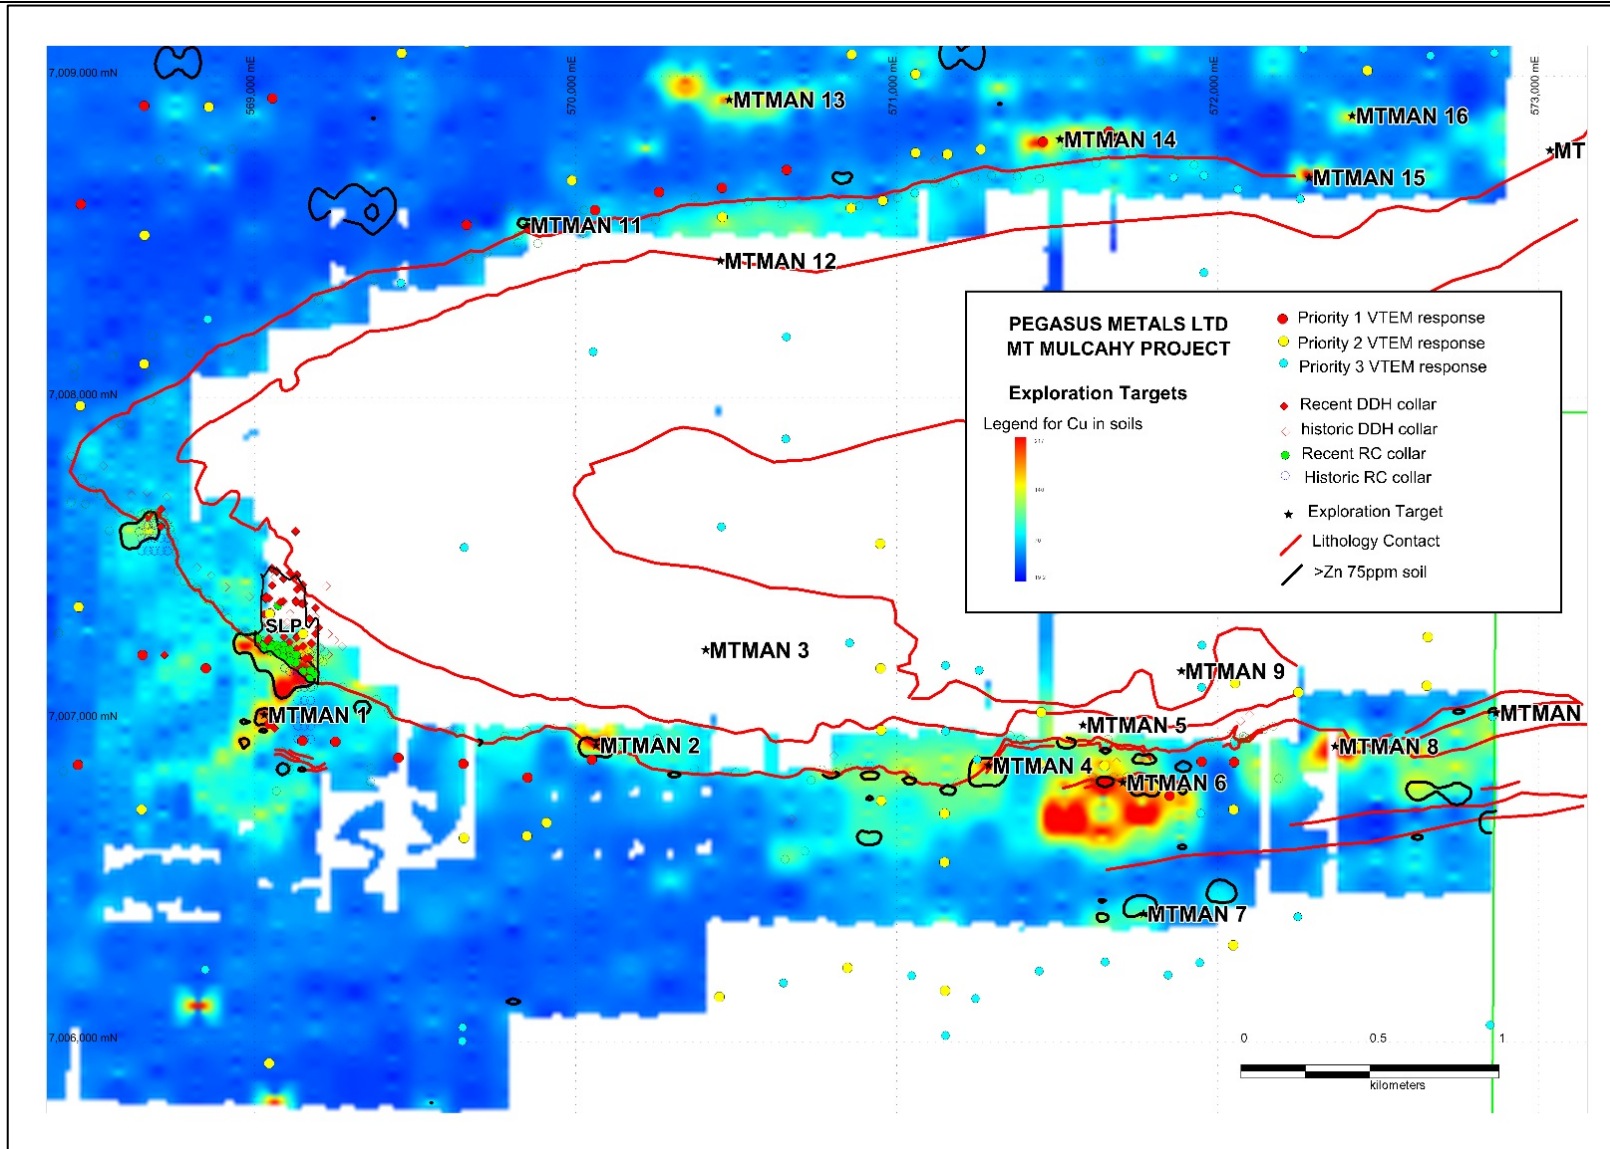 7,009,000 mN
569,000 mE
570,000 mE
571,000 mE
572,000 mE
573,000 mE
MTMAN 13
MTMAN 16
MTMAN 14
MT
MTMAN 15
MTMAN 11
MTMAN 12
PEGASUS METALS LTD
MT MULCAHY PROJECT
Exploration Targets
Legend for Cu in soils
Priority 1 VTEM response
Priority 2 VTEM response
Priority 3 VTEM response
Recent DDH collar
historic DDH collar
Recent RC collar
Historic RC collar
Exploration Target
Lithology Contact
>Zn 75ppm soil
7,008,000 mN
SLP
MTMAN 3
MTMAN 9
7,007,000 mN
MTMAN 1
MTMAN 5
MTMAN
MTMAN 2
MTMAN 8
MTMAN 4
MTMAN 6
MTMAN 7
7,006,000 mN
0 0.5 1
kilometers